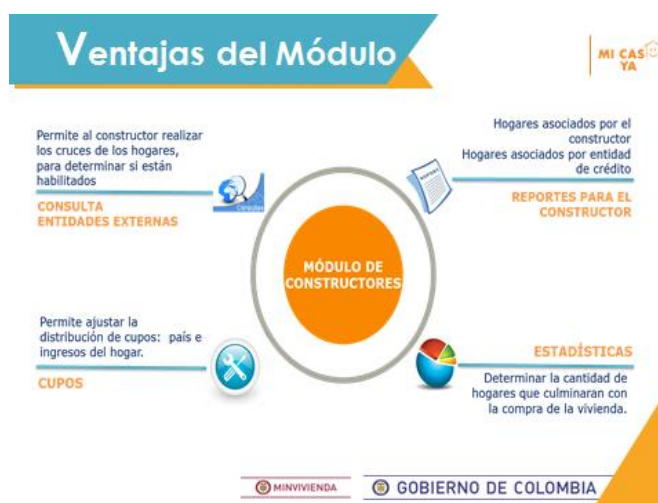 Ventajas del Módulo
MI CASA
YA
Permite al constructor realizar
los cruces de los hogares,
para determinar si están
habilitados
CONSULTA
ENTIDADES EXTERNAS
Hogares asociados por el
constructor
Hogares asociados por entidad
de crédito
REPORTES PARA EL
CONSTRUCTOR
MÓDULO DE
CONSTRUCTORES
Permite ajustar la
distribución de cupos: país e
ingresos del hogar.
CUPOS
ESTADÍSTICAS
Determinar la cantidad de
hogares que culminaran con
la compra de la vivienda.
MINVIVIENDA
GOBIERNO DE COLOMBIA